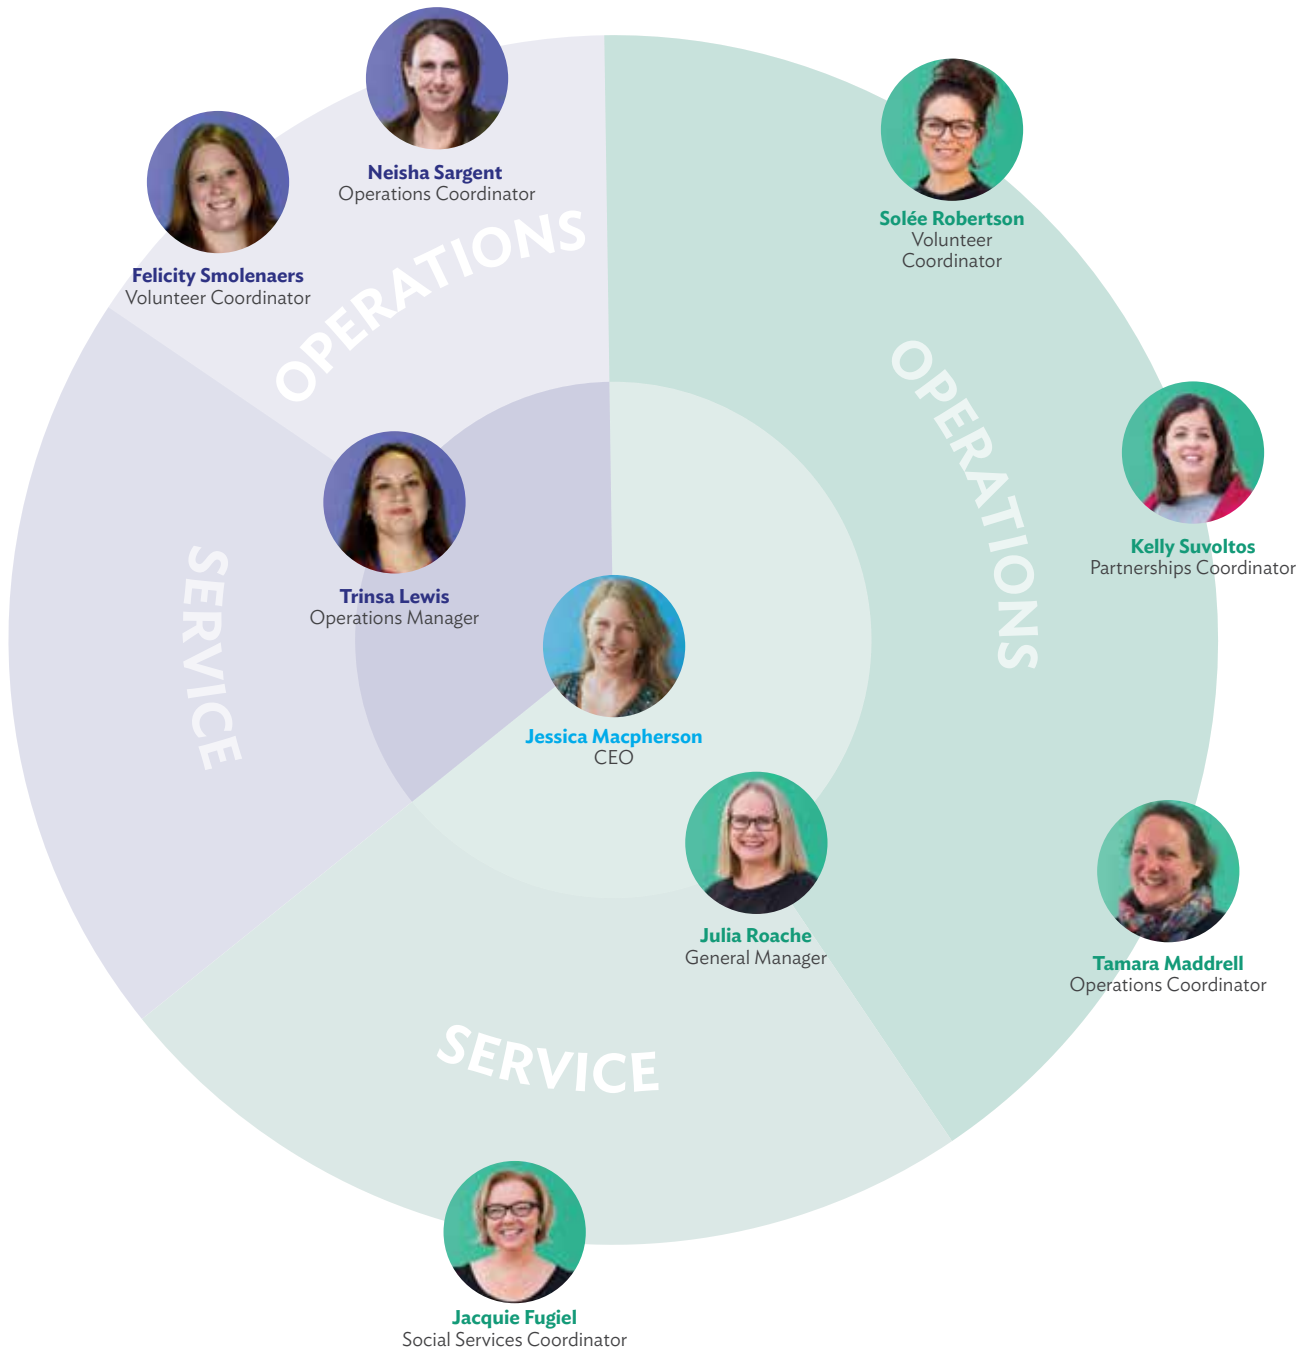 Neisha Sargent
Operations Coordinator
Felicity Smolenaers
Volunteer Coordinator
OPERATIONS
Solée Robertson
Volunteer
Coordinator
OPERATIONS
Kelly Suvoltos
Partnerships Coordinator
SERVICE
Trinsa Lewis
Operations Manager
Jessica Macpherson
CEO
Julia Roache
General Manager
Tamara Maddrell
Operations Coordinator
SERVICE
Jacquie Fugiel
Social Services Coordinator